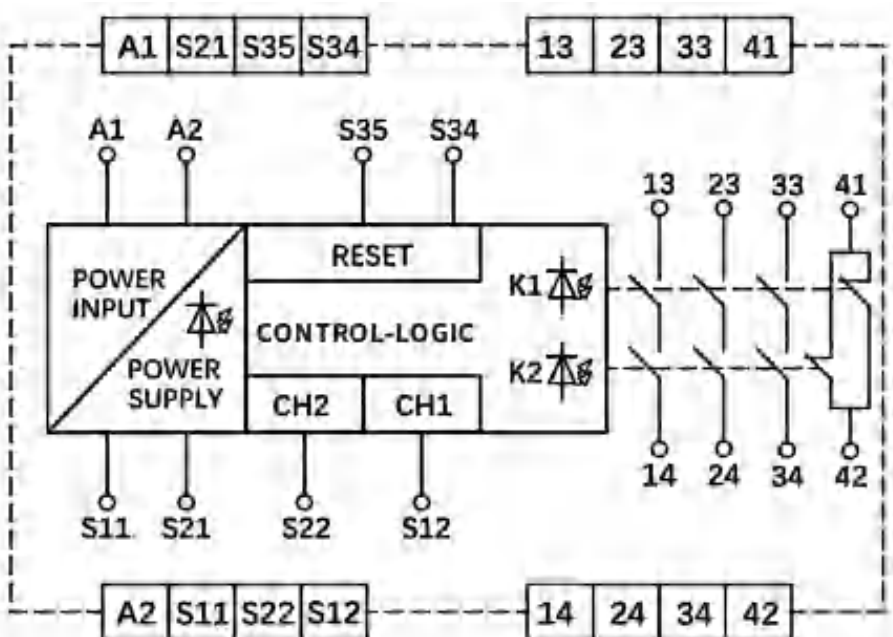 A1 S21 S35 S34 13 23 33 41
A1 A2 S35 S34
13 23 33 41
POWER
INPUT
RESET
K1
CONTROL-LOGIC
POWER
SUPPLY
K2
CH2 CH1
14 24 34 42
S11 S21 S22 S12
A2 S11 S22 S12 14 24 34 42